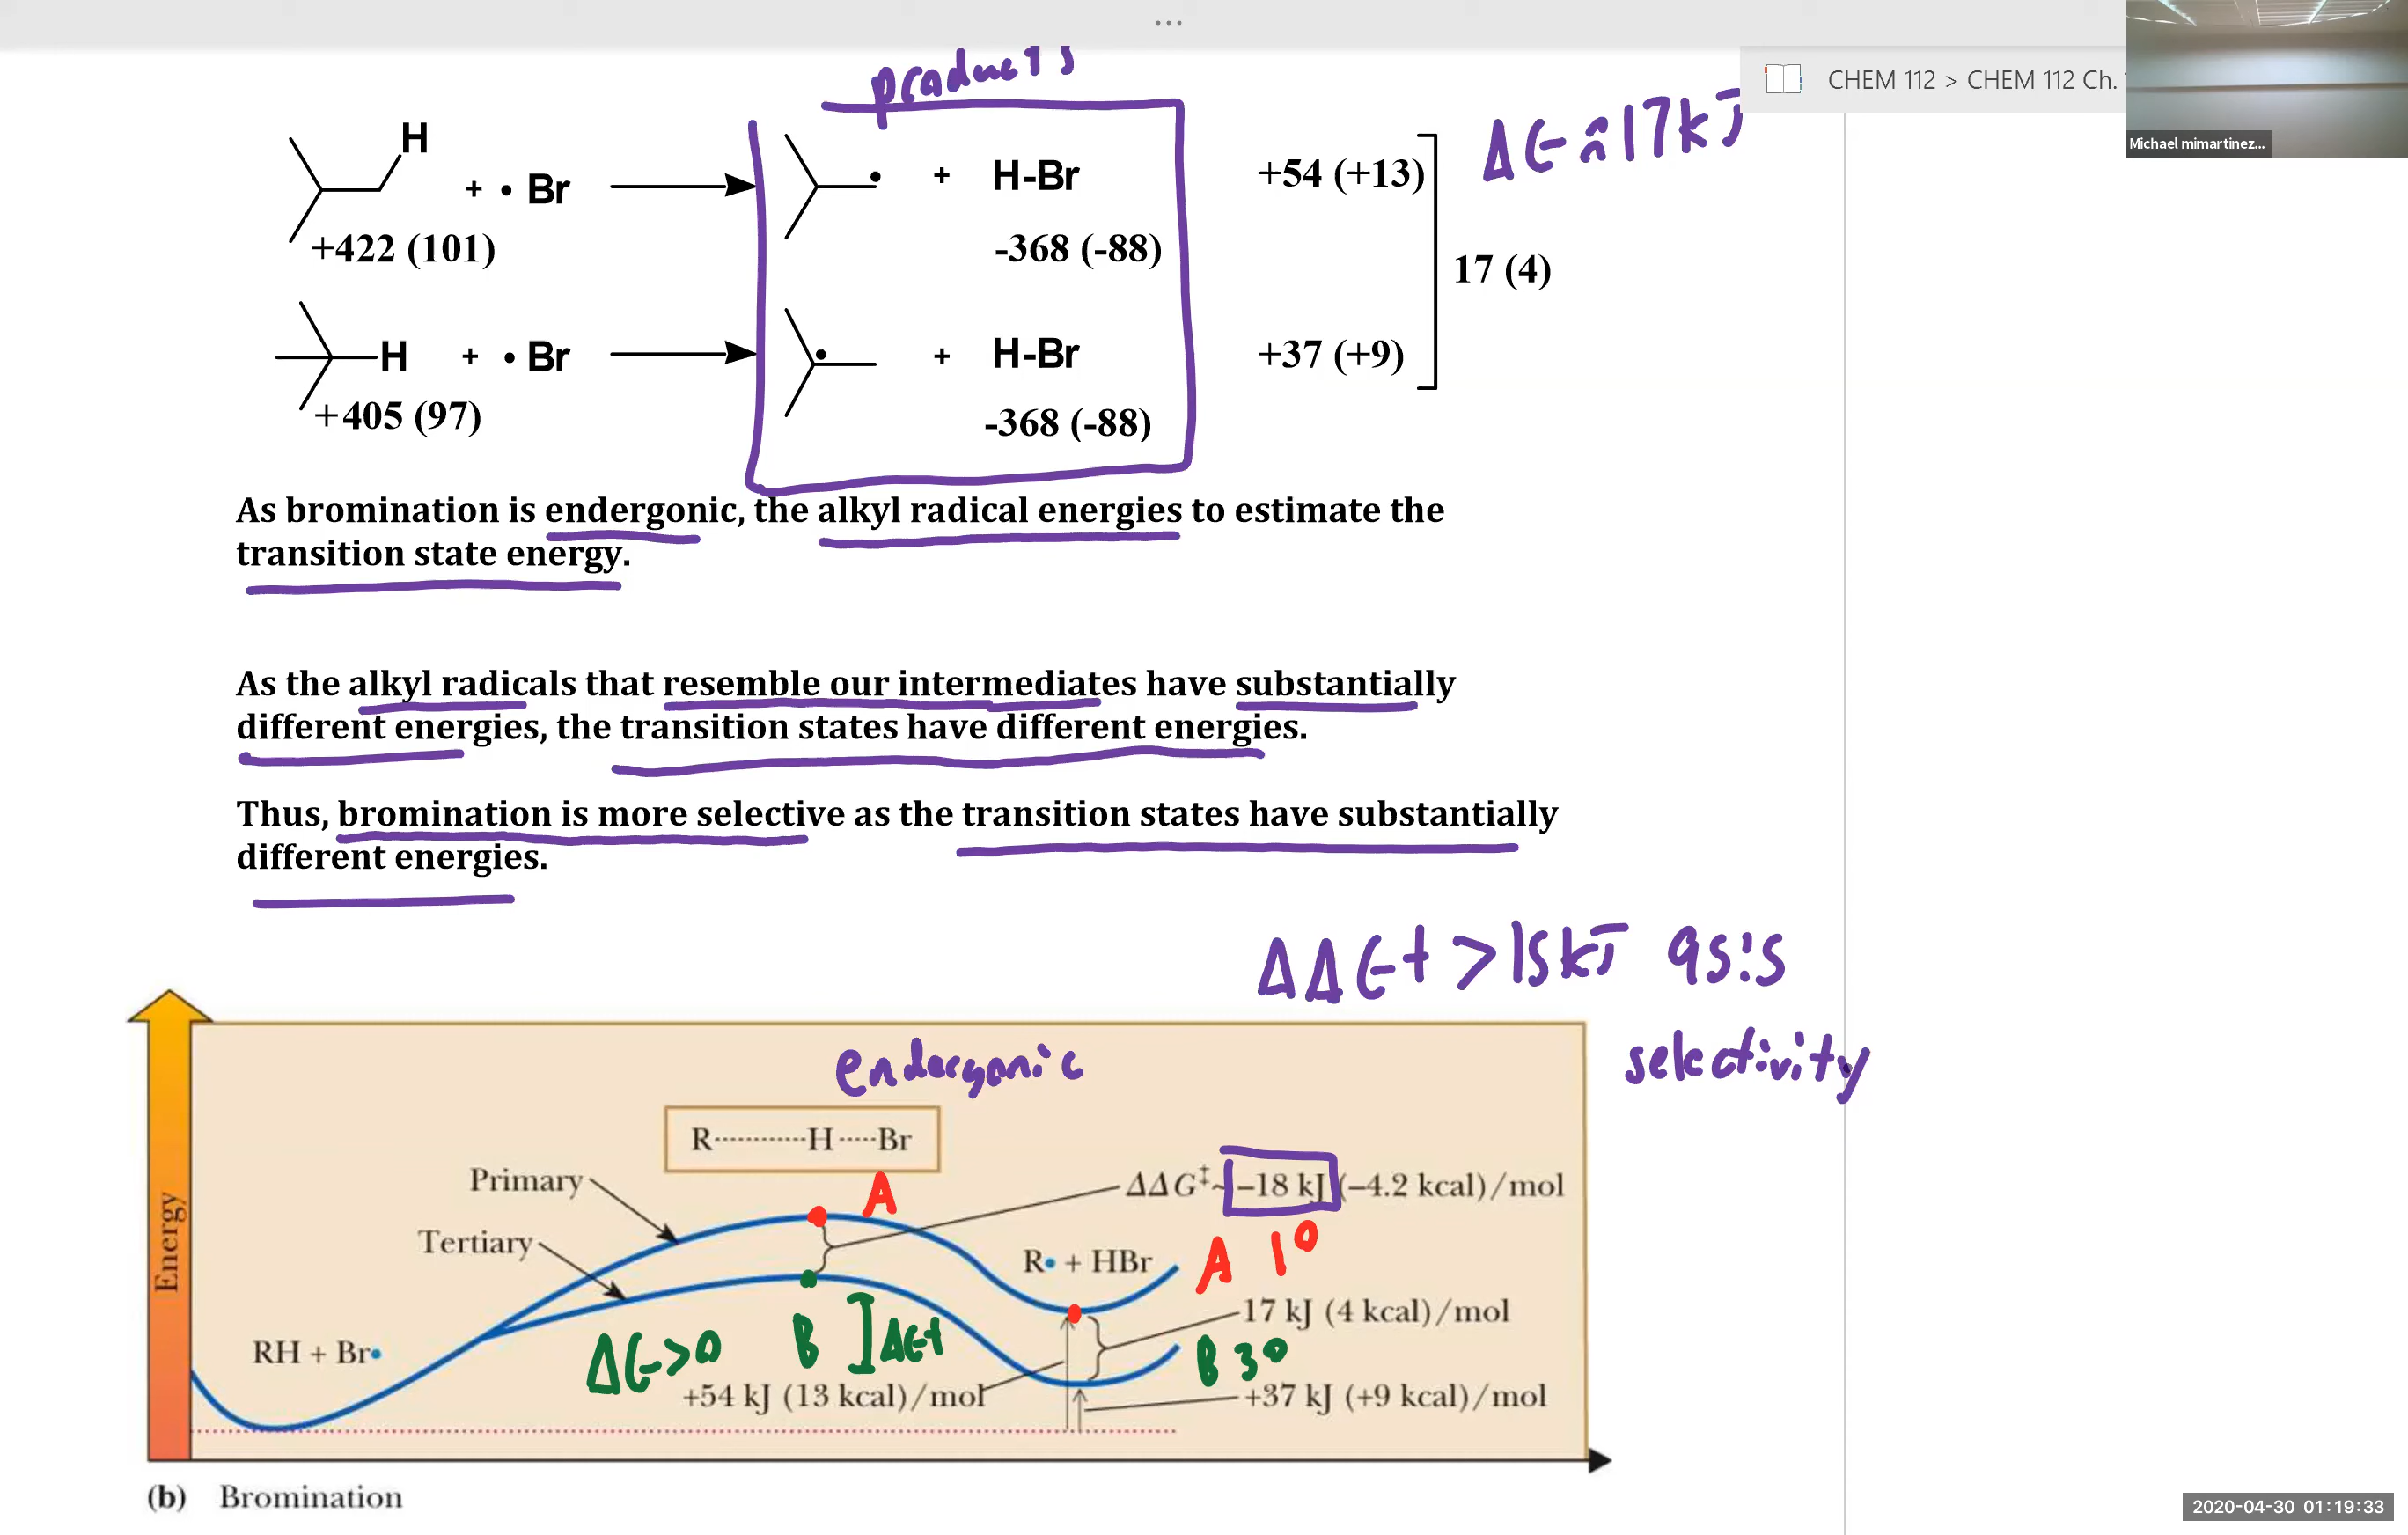 ...
CHEM 112 > CHEM 112 Ch.
Michael mimartinez...
products
H
+ • Br
• + H-Br
+54 (+13)
ΔG ≈ 17kJ
+422 (101)
-368 (-88)
17 (4)
H + • Br
• + H-Br
+37 (+9)
+405 (97)
-368 (-88)
As bromination is endergonic, the alkyl radical energies to estimate the
transition state energy.
As the alkyl radicals that resemble our intermediates have substantially
different energies, the transition states have different energies.
Thus, bromination is more selective as the transition states have substantially
different energies.
ΔΔG‡ >15kJ 95:5
selectivity
endergonic
R············H·····Br
Primary
A
ΔΔG‡~ –18 kJ (–4.2 kcal)/mol
Tertiary
R• + HBr
A 1°
17 kJ (4 kcal)/mol
RH + Br•
ΔG>0
B
ΔG‡
B 3°
+54 kJ (13 kcal)/mol
+37 kJ (+9 kcal)/mol
Energy
(b) Bromination
2020-04-30 01:19:33